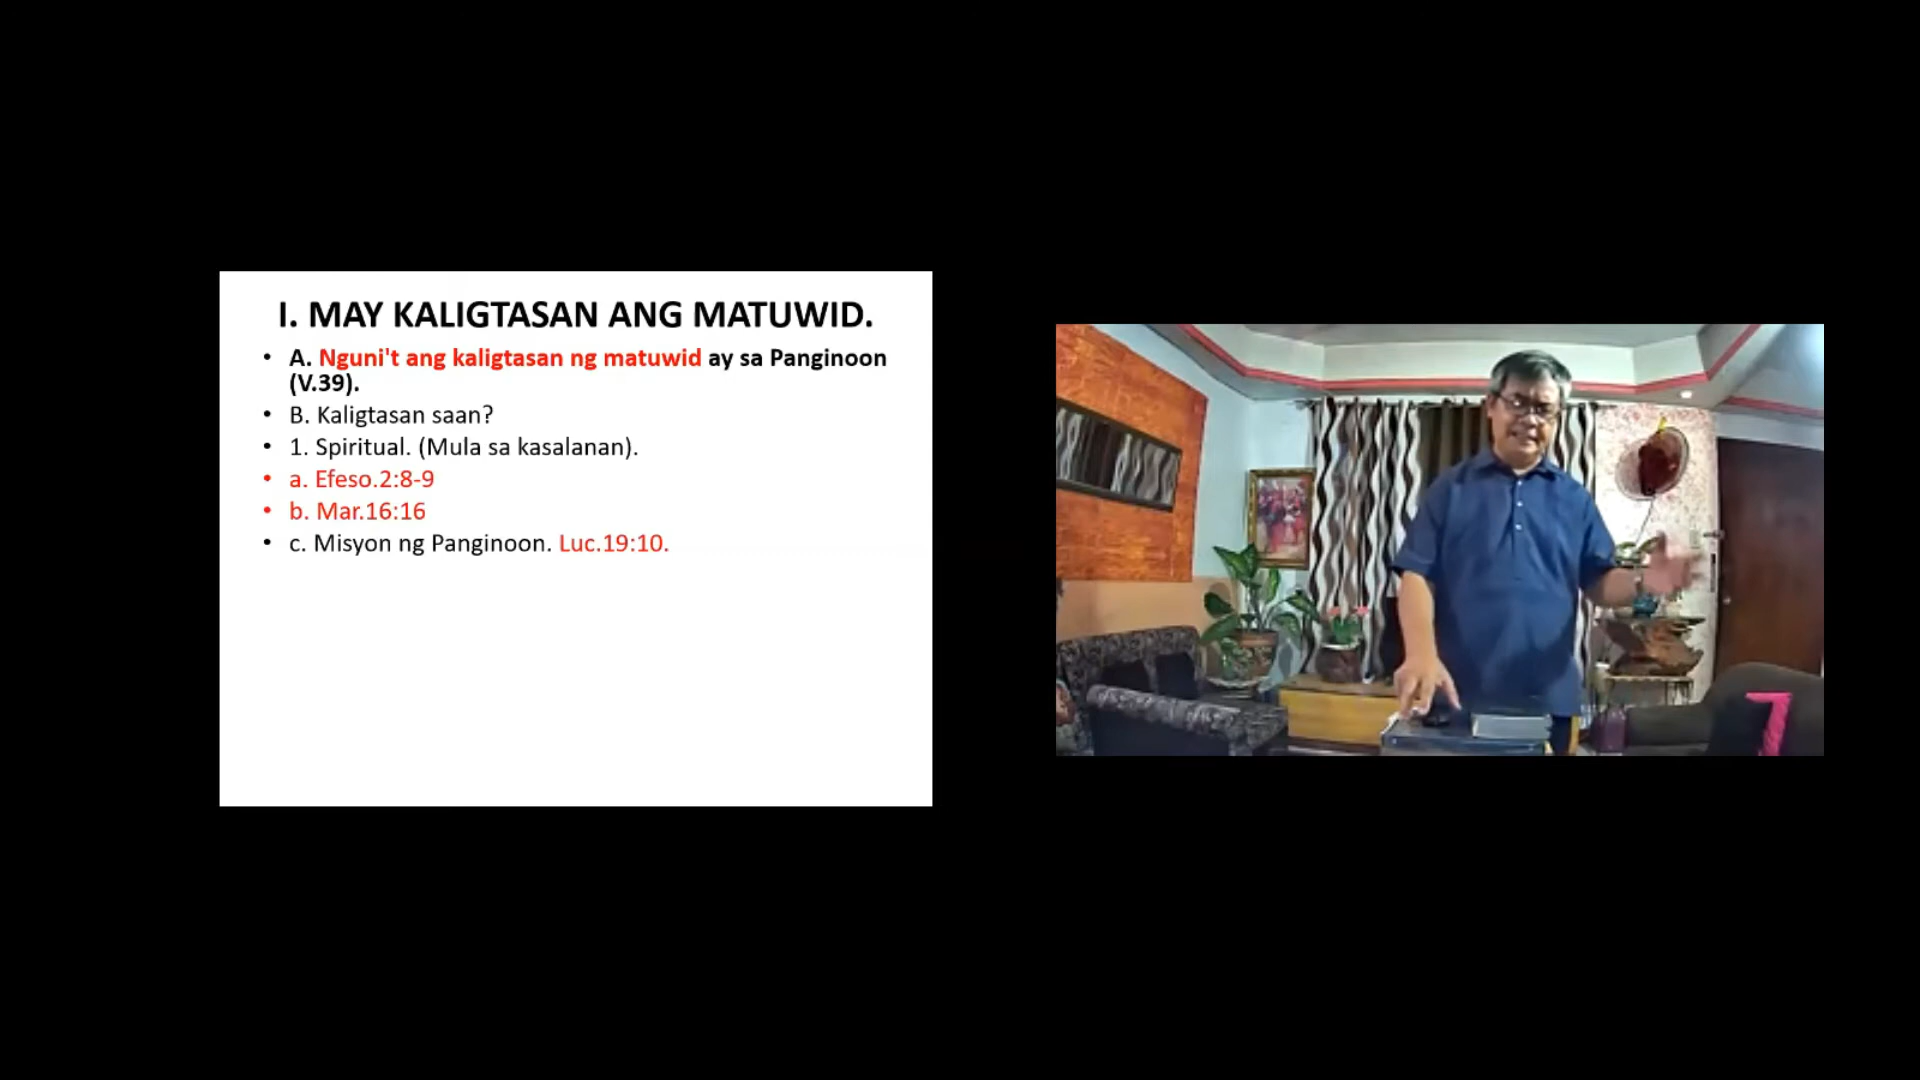 I. MAY KALIGTASAN ANG MATUWID.
• A. Nguni't ang kaligtasan ng matuwid ay sa Panginoon
(V.39).
• B. Kaligtasan saan?
• 1. Spiritual. (Mula sa kasalanan).
• a. Efeso.2:8-9
• b. Mar.16:16
• c. Misyon ng Panginoon. Luc.19:10.